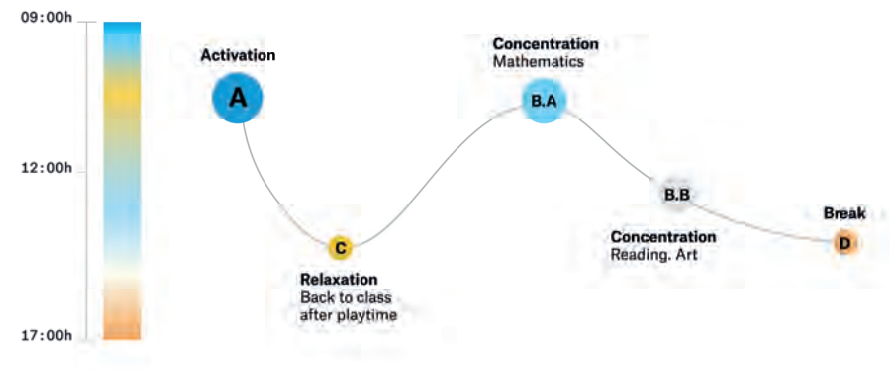 09:00h
12:00h
17:00h
Activation
A
C
Relaxation
Back to class
after playtime
Concentration
Mathematics
B.A
B.B
Concentration
Reading. Art
Break
D